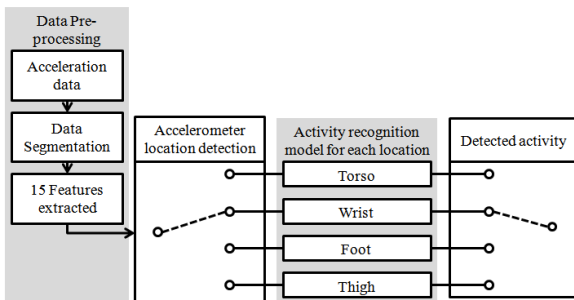 Data Pre-
processing
Acceleration
data
Data
Segmentation
15 Features
extracted
Accelerometer
location detection
Activity recognition
model for each location
Detected activity
Torso
Wrist
Foot
Thigh